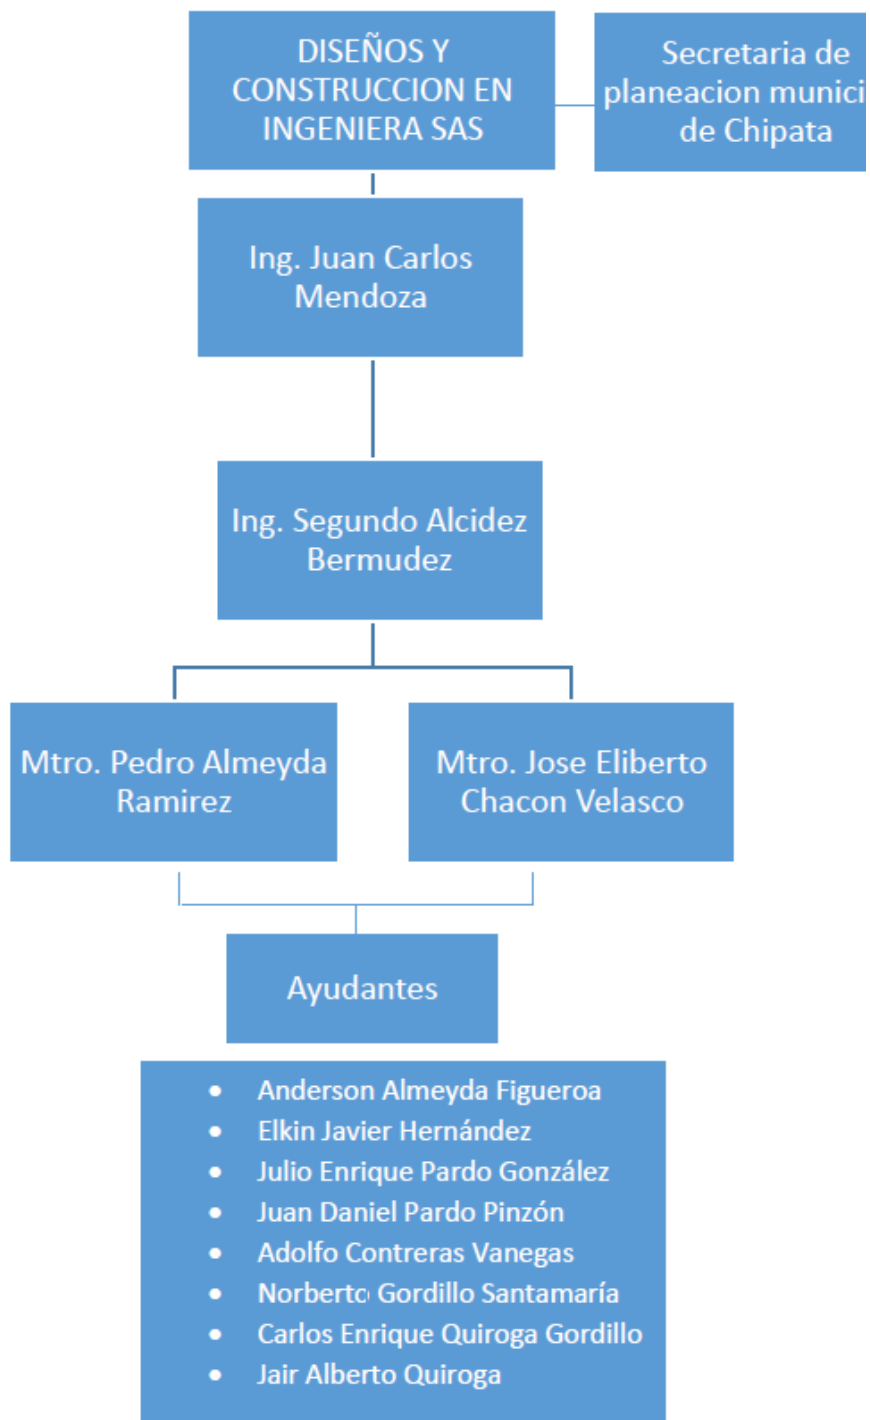 DISEÑOS Y
CONSTRUCCION EN
INGENIERA SAS
Secretaria de
planeacion munici
de Chipata
Ing. Juan Carlos
Mendoza
Ing. Segundo Alcidez
Bermudez
Mtro. Pedro Almeyda
Ramirez
Mtro. Jose Eliberto
Chacon Velasco
Ayudantes
• Anderson Almeyda Figueroa
• Elkin Javier Hernández
• Julio Enrique Pardo González
• Juan Daniel Pardo Pinzón
• Adolfo Contreras Vanegas
• Norberto Gordillo Santamaría
• Carlos Enrique Quiroga Gordillo
• Jair Alberto Quiroga